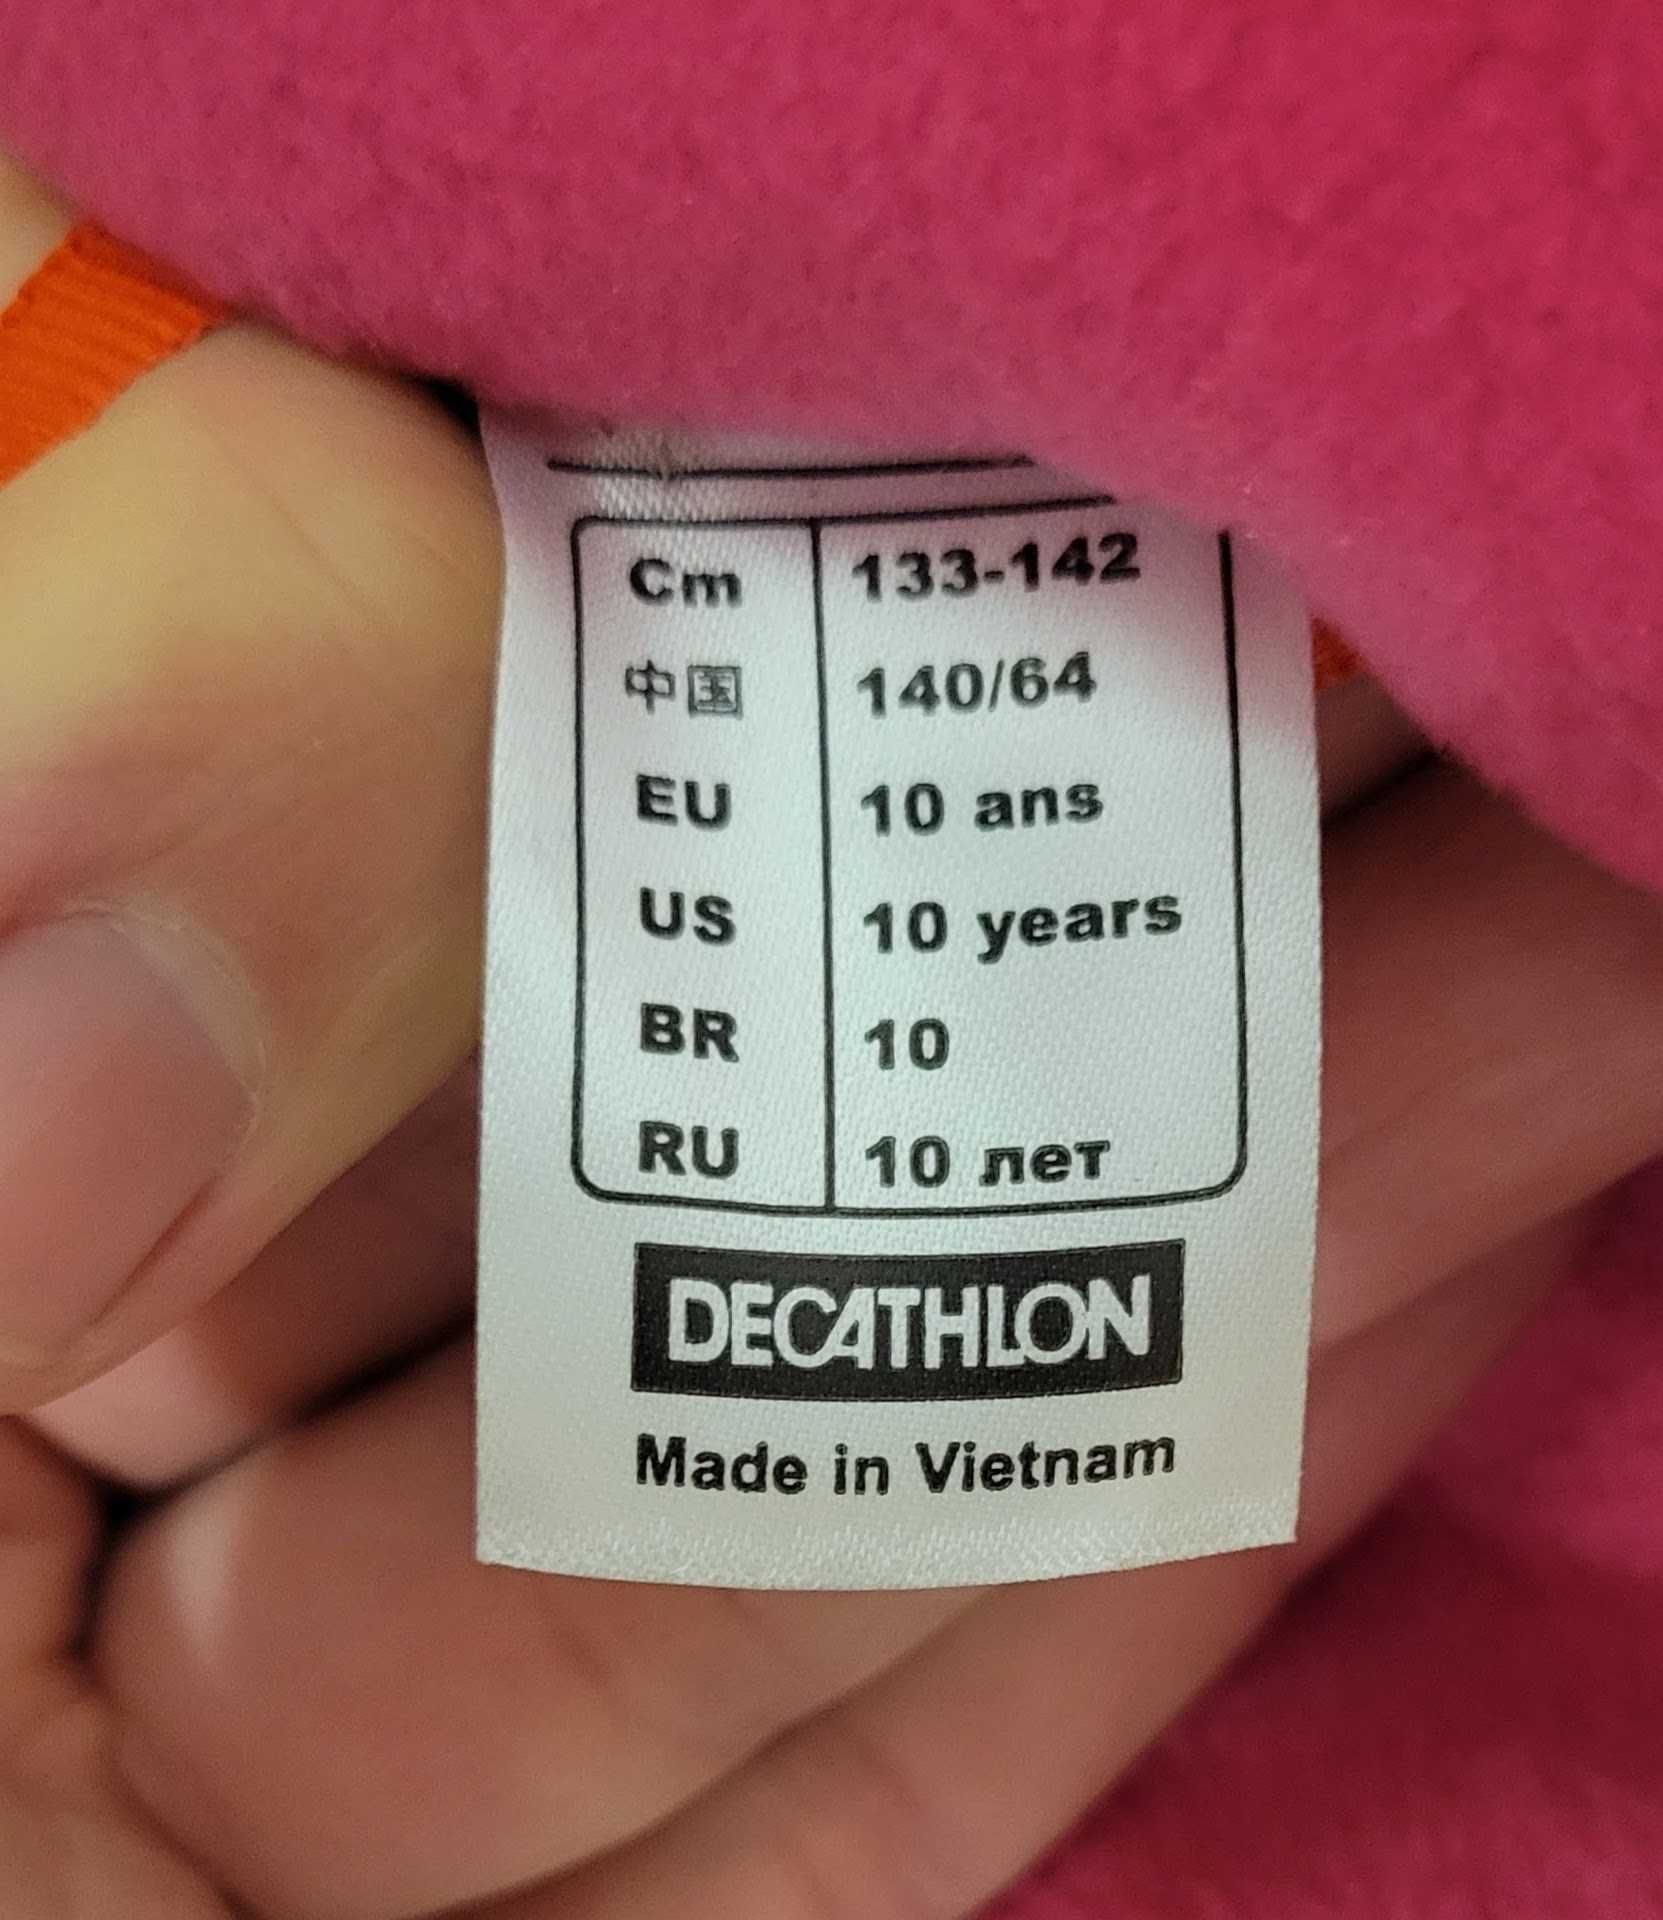 Cm 133-142
中国 140/64
EU 10 ans
US 10 years
BR 10
RU 10 лет
DECATHLON
Made in Vietnam